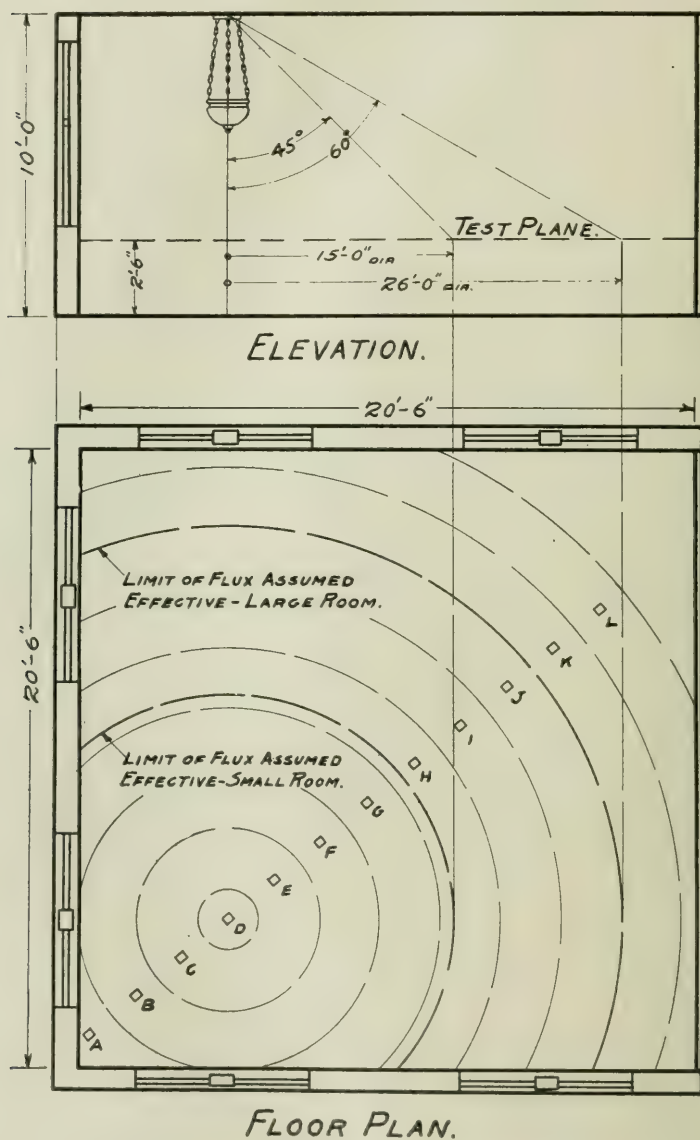 10'-0"
45°
60°
TEST PLANE.
2'-6"
15'-0" DIA
26'-0" DIA.
ELEVATION.
20'-6"
20'-6"
LIMIT OF FLUX ASSUMED
EFFECTIVE-LARGE ROOM.
L
K
J
I
LIMIT OF FLUX ASSUMED
EFFECTIVE-SMALL ROOM.
H
G
F
E
D
C
B
A
FLOOR PLAN.